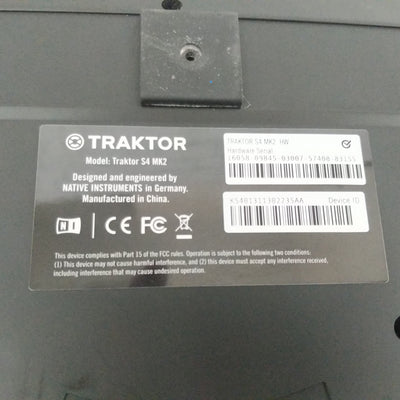 TRAKTOR
Model: Traktor S4 MK2
Designed and engineered by
NATIVE INSTRUMENTS in Germany.
Manufactured in China.
NI CE FC
This device complies with Part 15 of the FCC rules. Operation is subject to the following two conditions:
(1) This device may not cause harmful interference, and (2) this device must accept any interference received,
including interference that may cause undesired operation.
TRAKTOR S4 MK2 HW
Hardware Serial
Device ID